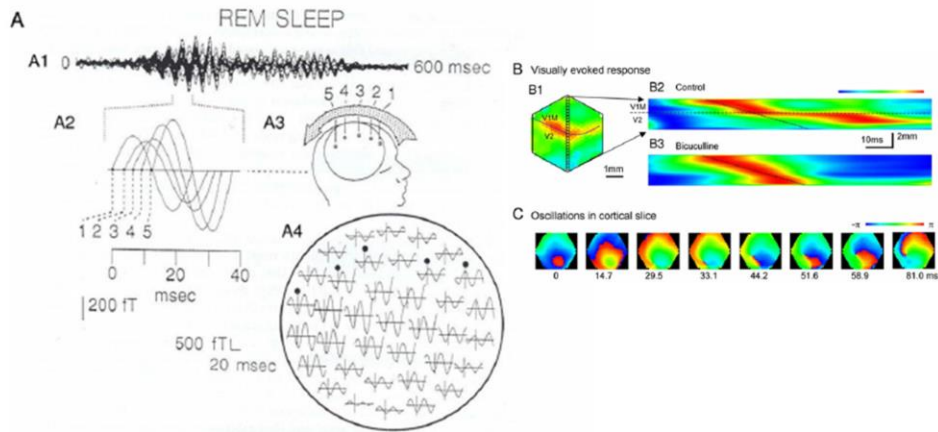 A
REM SLEEP
A1
0
600 msec
A2
1
2
3
4
5
0
20
40
msec
200 fT
500 fT
20 msec
A3
5
4
3
2
1
A4
B Visually evoked response
B1
V1M
V2
1mm
B2 Control
V1M
V2
10ms
2mm
B3 Bicuculline
C Oscillations in cortical slice
-π
π
0 14.7 29.5 33.1 44.2 51.6 58.9 81.0 ms